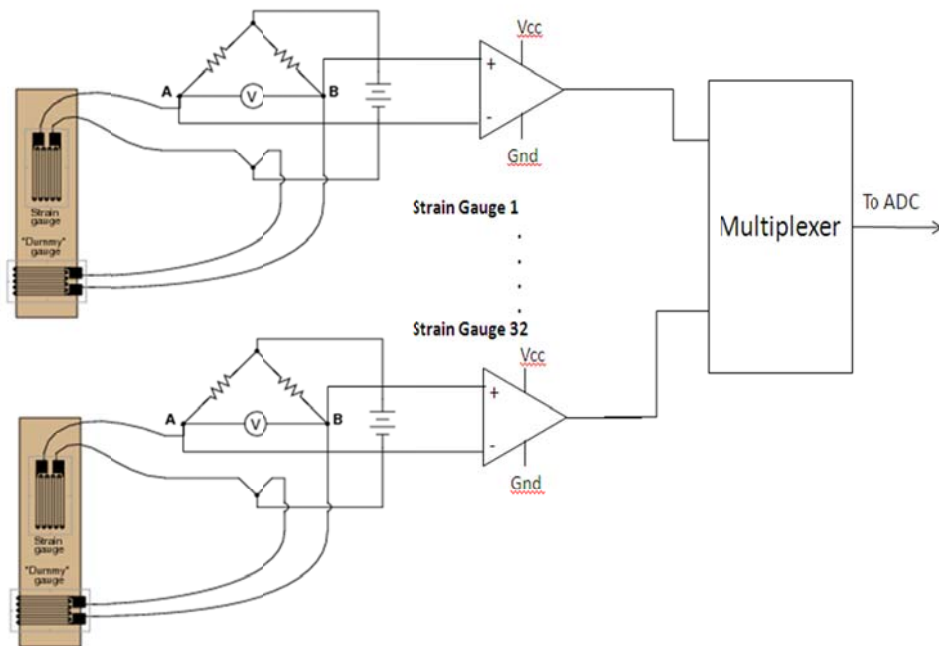 Vcc
+
-
Gnd
A
V
B
Strain
gauge
"Dummy"
gauge
Strain Gauge 1
Multiplexer
To ADC
Strain Gauge 32
Vcc
+
-
Gnd
A
V
B
Strain
gauge
"Dummy"
gauge